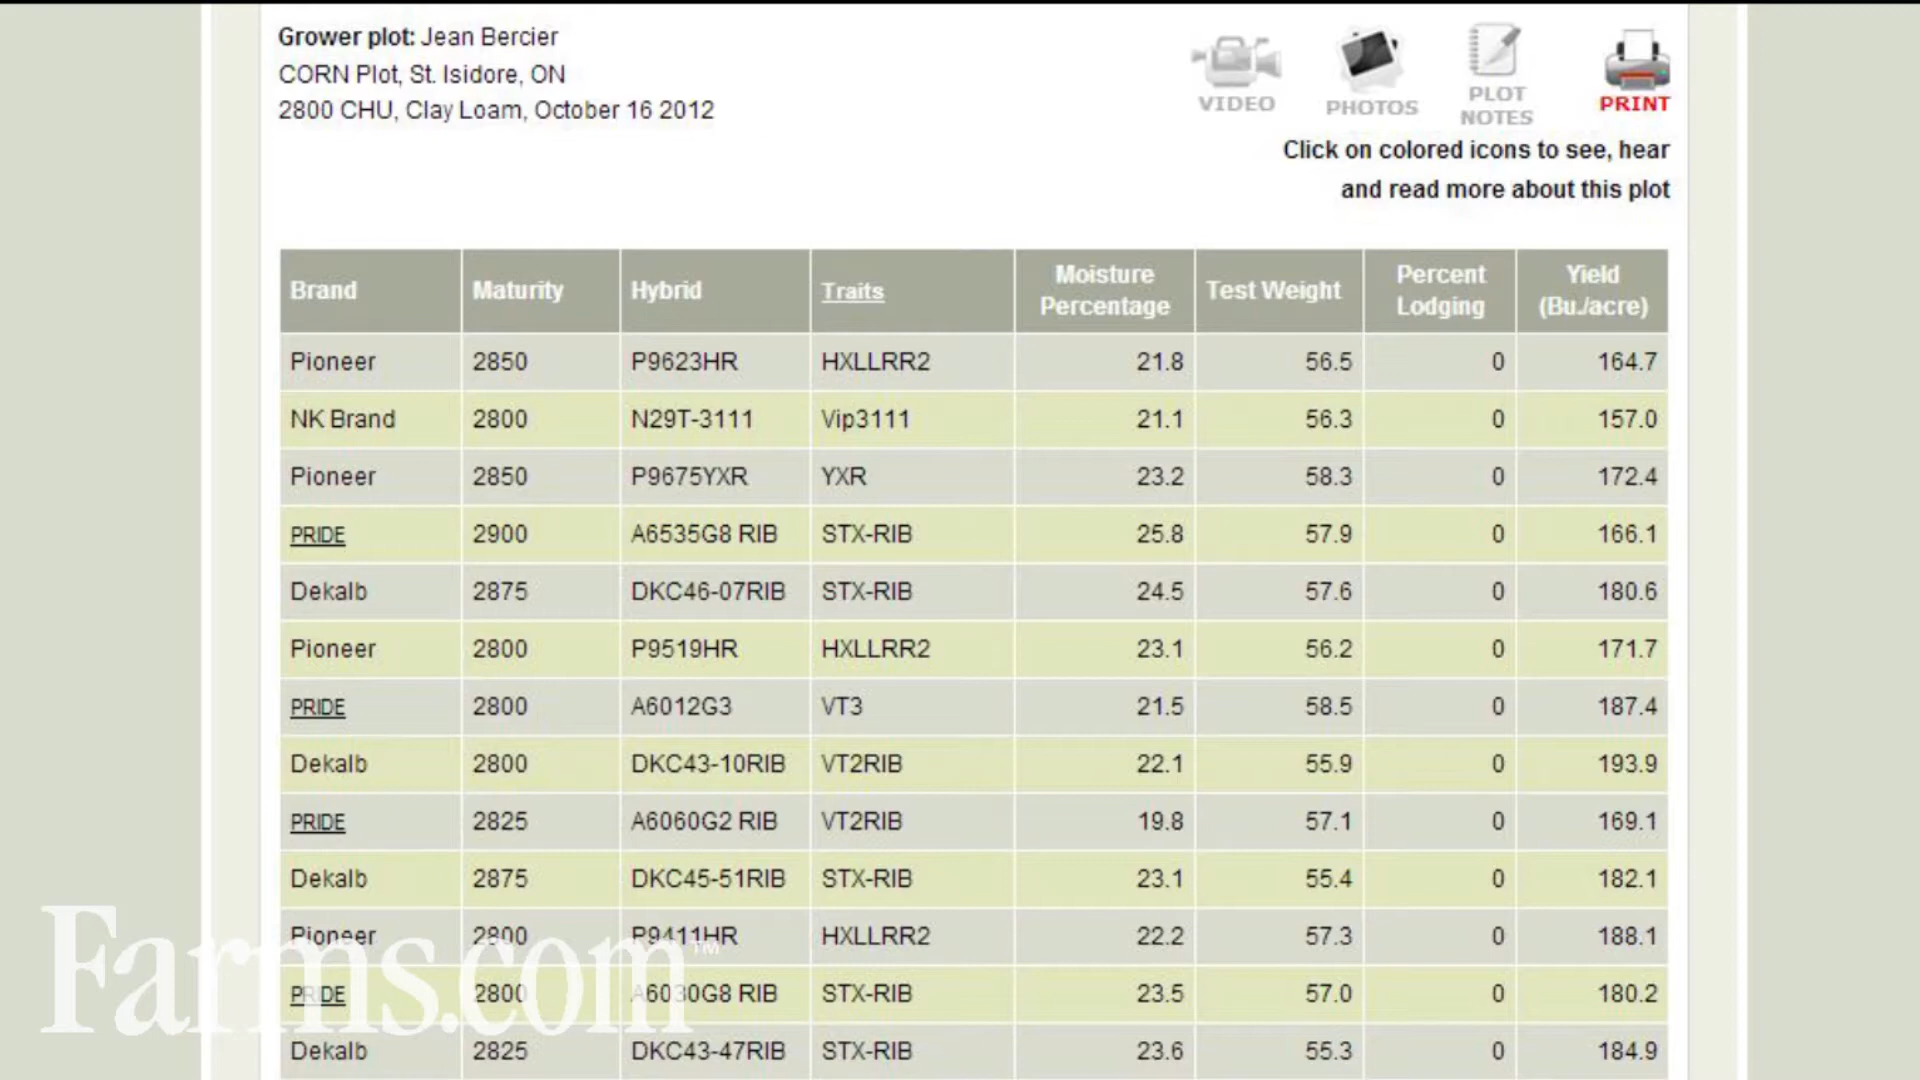 Grower plot: Jean Bercier
CORN Plot, St. Isidore, ON
2800 CHU, Clay Loam, October 16 2012
VIDEO
PHOTOS
PLOT
NOTES
PRINT
Click on colored icons to see, hear
and read more about this plot
Brand Maturity Hybrid Traits Moisture Percentage Test Weight Percent Lodging Yield (Bu./acre)
Pioneer 2850 P9623HR HXLLRR2 21.8 56.5 0 164.7
NK Brand 2800 N29T-3111 Vip3111 21.1 56.3 0 157.0
Pioneer 2850 P9675YXR YXR 23.2 58.3 0 172.4
PRIDE 2900 A6535G8 RIB STX-RIB 25.8 57.9 0 166.1
Dekalb 2875 DKC46-07RIB STX-RIB 24.5 57.6 0 180.6
Pioneer 2800 P9519HR HXLLRR2 23.1 56.2 0 171.7
PRIDE 2800 A6012G3 VT3 21.5 58.5 0 187.4
Dekalb 2800 DKC43-10RIB VT2RIB 22.1 55.9 0 193.9
PRIDE 2825 A6060G2 RIB VT2RIB 19.8 57.1 0 169.1
Dekalb 2875 DKC45-51RIB STX-RIB 23.1 55.4 0 182.1
Pioneer 2800 P9411HR HXLLRR2 22.2 57.3 0 188.1
PRIDE 2800 A6030G8 RIB STX-RIB 23.5 57.0 0 180.2
Dekalb 2825 DKC43-47RIB STX-RIB 23.6 55.3 0 184.9
Farms.com™